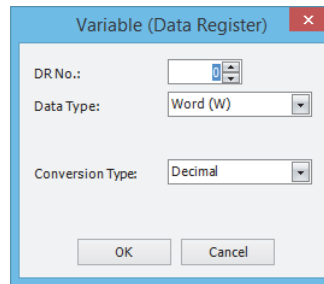 Variable (Data Register)
DR No.: 0
Data Type: Word (W)
Conversion Type: Decimal
OK Cancel